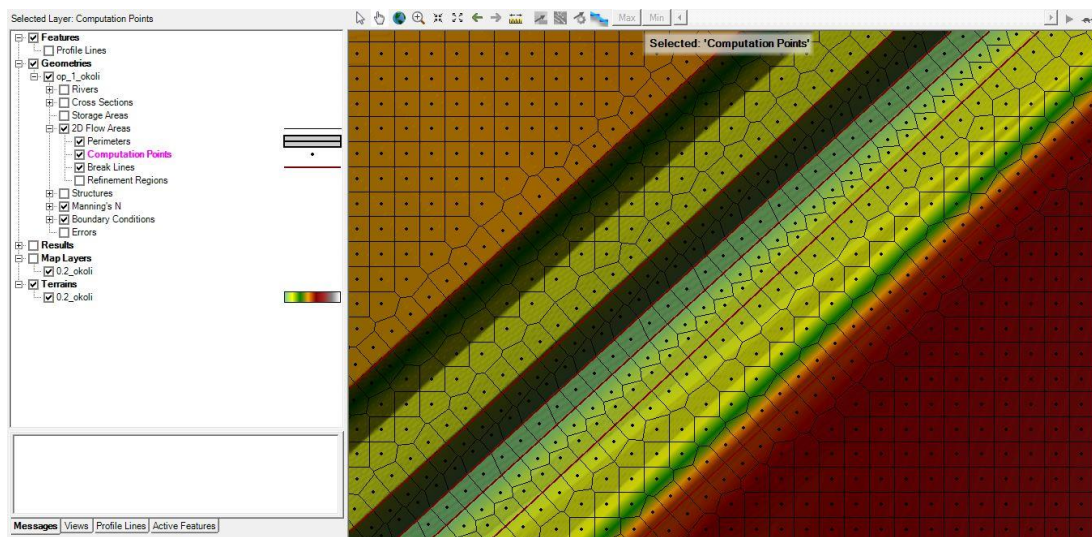 Selected Layer: Computation Points
Max Min
Selected: 'Computation Points'
Features
Profile Lines
Geometries
op_1_okoli
Rivers
Cross Sections
Storage Areas
2D Flow Areas
Perimeters
Computation Points
Break Lines
Refinement Regions
Structures
Manning's N
Boundary Conditions
Errors
Results
Map Layers
0.2_okoli
Terrains
0.2_okoli
Messages Views Profile Lines Active Features